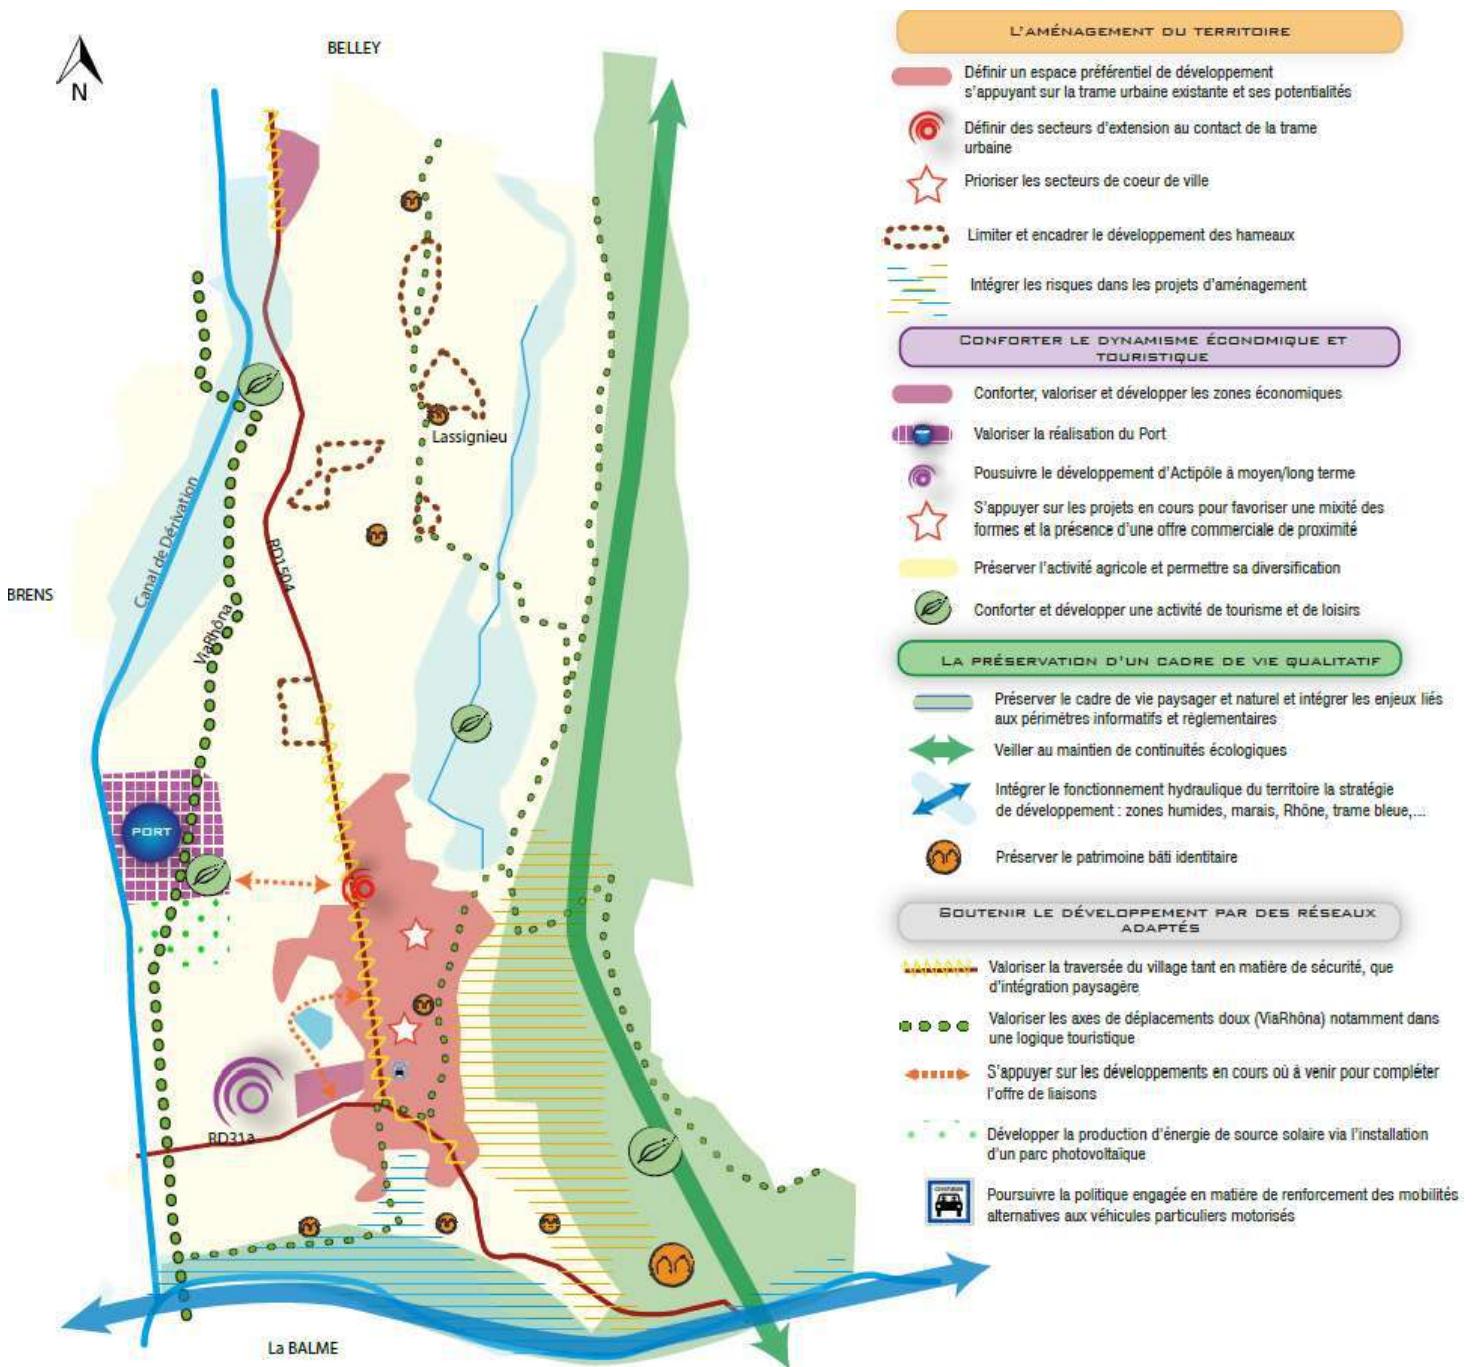 BELLEY
N
Lassignieu
Canal de Dérivation
RD1504
BRENS
ViaRhôna
PORT
RD31a
La BALME
L'AMÉNAGEMENT DU TERRITOIRE
Définir un espace préférentiel de développement
s'appuyant sur la trame urbaine existante et ses potentialités
Définir des secteurs d'extension au contact de la trame
urbaine
Prioriser les secteurs de coeur de ville
Limiter et encadrer le développement des hameaux
Intégrer les risques dans les projets d'aménagement
CONFORTER LE DYNAMISME ÉCONOMIQUE ET
TOURISTIQUE
Conforter, valoriser et développer les zones économiques
Valoriser la réalisation du Port
Pousuivre le développement d'Actipôle à moyen/long terme
S'appuyer sur les projets en cours pour favoriser une mixité des
formes et la présence d'une offre commerciale de proximité
Préserver l'activité agricole et permettre sa diversification
Conforter et développer une activité de tourisme et de loisirs
LA PRÉSERVATION D'UN CADRE DE VIE QUALITATIF
Préserver le cadre de vie paysager et naturel et intégrer les enjeux liés
aux périmètres informatifs et règlementaires
Veiller au maintien de continuités écologiques
Intégrer le fonctionnement hydraulique du territoire la stratégie
de développement : zones humides, marais, Rhône, trame bleue,...
Préserver le patrimoine bâti identitaire
SOUTENIR LE DÉVELOPPEMENT PAR DES RÉSEAUX
ADAPTÉS
Valoriser la traversée du village tant en matière de sécurité, que
d'intégration paysagère
Valoriser les axes de déplacements doux (ViaRhôna) notamment dans
une logique touristique
S'appuyer sur les développements en cours où à venir pour compléter
l'offre de liaisons
Développer la production d'énergie de source solaire via l'installation
d'un parc photovoltaïque
Poursuivre la politique engagée en matière de renforcement des mobilités
alternatives aux véhicules particuliers motorisés